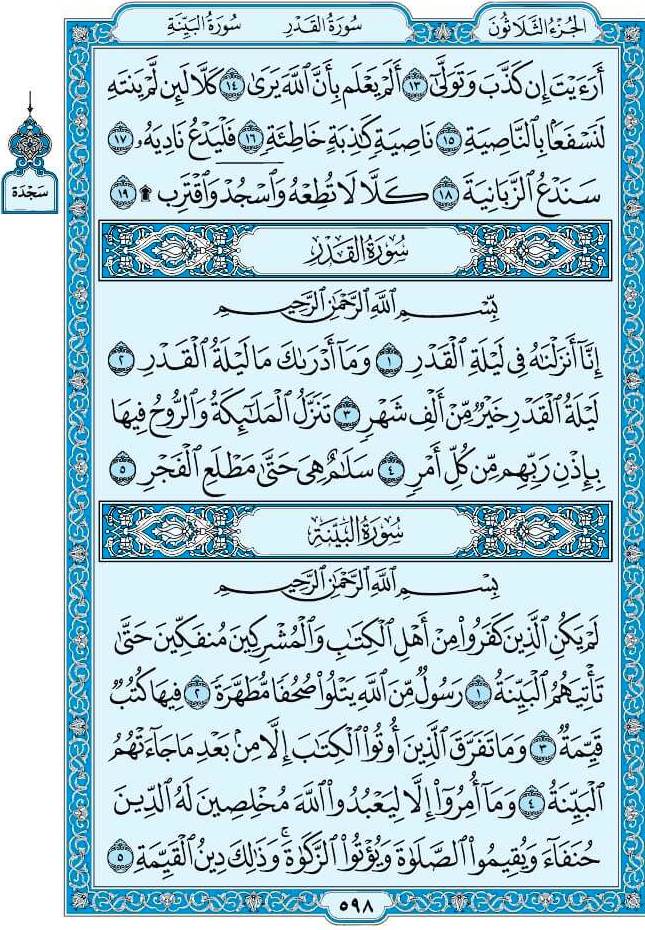 الجُزْءُ الثَّلَاثُونَ سُورَةُ القَدْرِ سُورَةُ البَيِّنَةِ
أَرَءَيْتَ إِن كَذَّبَ وَتَوَلَّىٰٓ ١٣ أَلَمْ يَعْلَم بِأَنَّ ٱللَّهَ يَرَىٰ ١٤ كَلَّا لَئِن لَّمْ يَنتَهِ
لَنَسْفَعًۢا بِٱلنَّاصِيَةِ ١٥ نَاصِيَةٍ كَٰذِبَةٍ خَاطِئَةٍ ١٦ فَلْيَدْعُ نَادِيَهُۥ ١٧
سَنَدْعُ ٱلزَّبَانِيَةَ ١٨ كَلَّا لَا تُطِعْهُ وَٱسْجُدْ وَٱقْتَرِب ۩ ١٩
سَجْدَة
سُورَةُ القَدْرِ
بِسْمِ ٱللَّهِ ٱلرَّحْمَٰنِ ٱلرَّحِيمِ
إِنَّآ أَنزَلْنَٰهُ فِى لَيْلَةِ ٱلْقَدْرِ ١ وَمَآ أَدْرَىٰكَ مَا لَيْلَةُ ٱلْقَدْرِ ٢
لَيْلَةُ ٱلْقَدْرِ خَيْرٌ مِّنْ أَلْفِ شَهْرٍ ٣ تَنَزَّلُ ٱلْمَلَٰٓئِكَةُ وَٱلرُّوحُ فِيهَا
بِإِذْنِ رَبِّهِم مِّن كُلِّ أَمْرٍ ٤ سَلَٰمٌ هِىَ حَتَّىٰ مَطْلَعِ ٱلْفَجْرِ ٥
سُورَةُ البَيِّنَةِ
بِسْمِ ٱللَّهِ ٱلرَّحْمَٰنِ ٱلرَّحِيمِ
لَمْ يَكُنِ ٱلَّذِينَ كَفَرُوا۟ مِنْ أَهْلِ ٱلْكِتَٰبِ وَٱلْمُشْرِكِينَ مُنفَكِّينَ حَتَّىٰ
تَأْتِيَهُمُ ٱلْبَيِّنَةُ ١ رَسُولٌ مِّنَ ٱللَّهِ يَتْلُوا۟ صُحُفًا مُّطَهَّرَةً ٢ فِيهَا كُتُبٌ
قَيِّمَةٌ ٣ وَمَا تَفَرَّقَ ٱلَّذِينَ أُوتُوا۟ ٱلْكِتَٰبَ إِلَّا مِنۢ بَعْدِ مَا جَآءَتْهُمُ
ٱلْبَيِّنَةُ ٤ وَمَآ أُمِرُوٓا۟ إِلَّا لِيَعْبُدُوا۟ ٱللَّهَ مُخْلِصِينَ لَهُ ٱلدِّينَ
حُنَفَآءَ وَيُقِيمُوا۟ ٱلصَّلَوٰةَ وَيُؤْتُوا۟ ٱلزَّكَوٰةَ ۚ وَذَٰلِكَ دِينُ ٱلْقَيِّمَةِ ٥
٥٩٨